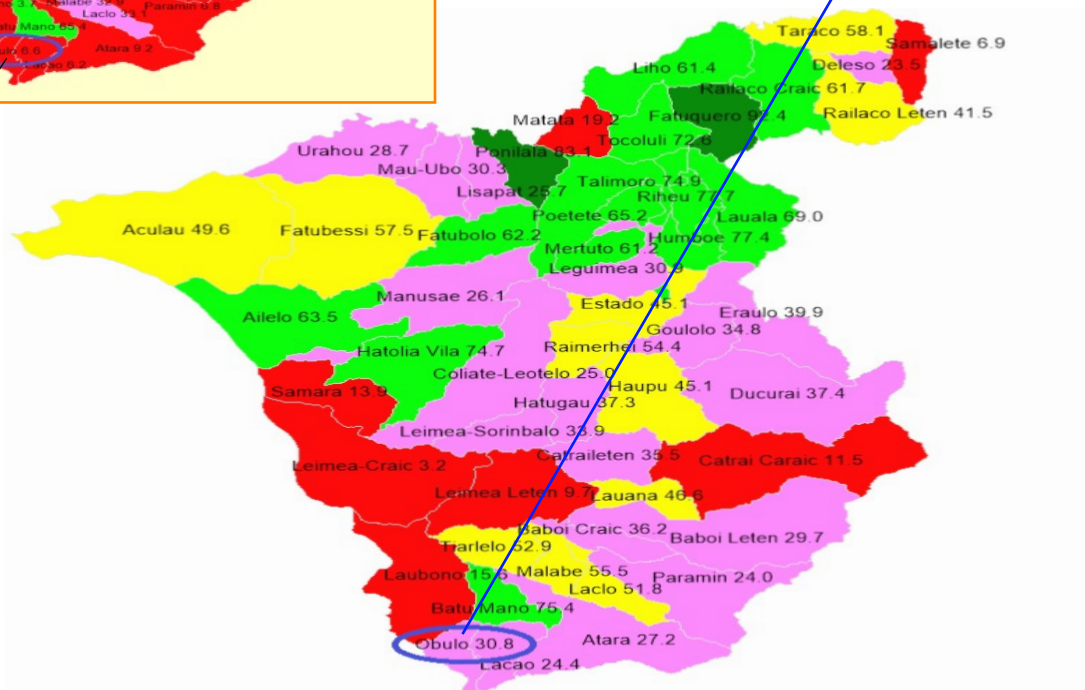 Malabe 32.9
Paramin 6.8
Laclo 33.1
Mano 65.4
Atara 9.2
6.6
6.2
Taraco 58.1
Samalete 6.9
Deleso 23.5
Liho 61.4
Railaco Craic 61.7
Railaco Leten 41.5
Matata 19.2
Fatuquero 92.4
Tocoluli 72.6
Urahou 28.7
Ponilala 83.1
Mau-Ubo 30.3
Lisapat 25.7
Talimoro 74.9
Riheu 77.7
Poetete 65.2
Lauala 69.0
Aculau 49.6
Fatubessi 57.5
Fatubolo 62.2
Humboe 77.4
Mertuto 61.2
Leguimea 30.9
Manusae 26.1
Estado 45.1
Eraulo 39.9
Ailelo 63.5
Goulolo 34.8
Hatolia Vila 74.7
Raimerhei 54.4
Coliate-Leotelo 25.0
Samara 13.9
Haupu 45.1
Ducurai 37.4
Hatugau 37.3
Leimea-Sorinbalo 33.9
Catraileten 35.5
Catrai Caraic 11.5
Leimea-Craic 3.2
Leimea Leten 9.7
Lauana 46.6
Baboi Craic 36.2
Baboi Leten 29.7
Tiarlelo 52.9
Laubono 15.6
Malabe 55.5
Paramin 24.0
Laclo 51.8
Batu Mano 75.4
Obulo 30.8
Atara 27.2
Lacao 24.4